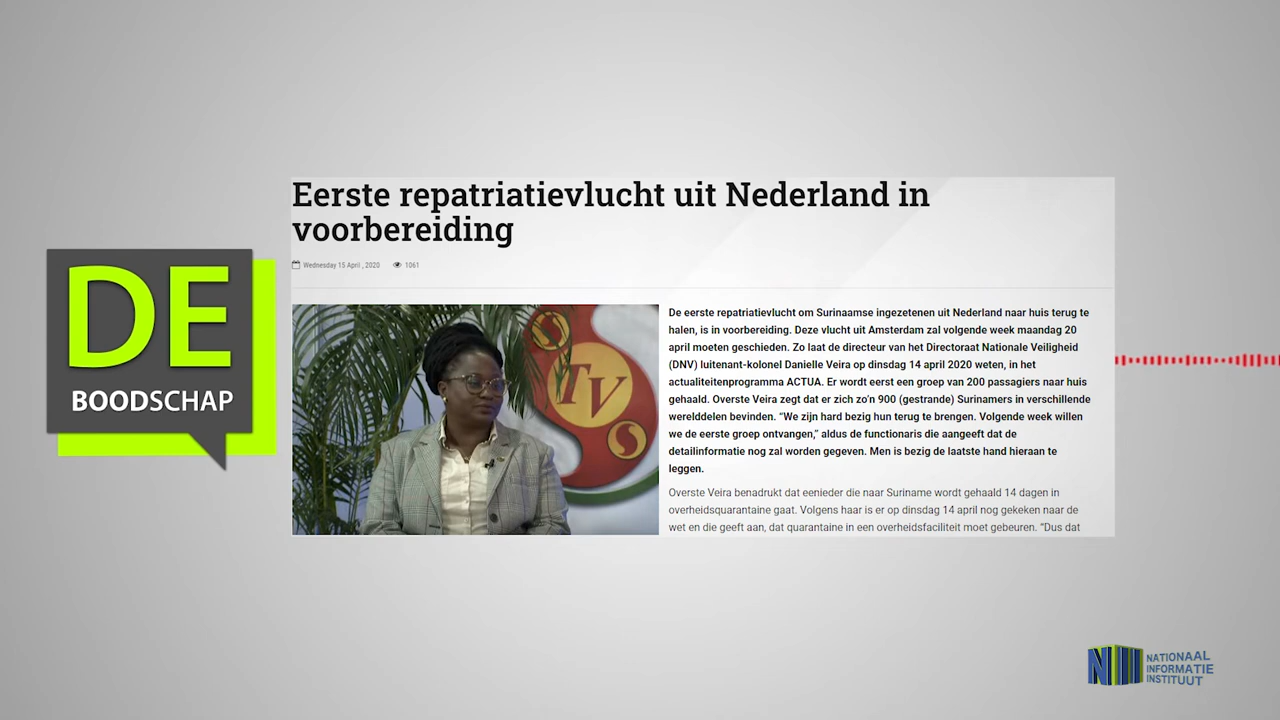 Eerste repatriatievlucht uit Nederland in
voorbereiding
Wednesday 15 April , 2020 1061
DE
BOODSCHAP
STVS
De eerste repatriatievlucht om Surinaamse ingezetenen uit Nederland naar huis terug te
halen, is in voorbereiding. Deze vlucht uit Amsterdam zal volgende week maandag 20
april moeten geschieden. Zo laat de directeur van het Directoraat Nationale Veiligheid
(DNV) luitenant-kolonel Danielle Veira op dinsdag 14 april 2020 weten, in het
actualiteitenprogramma ACTUA. Er wordt eerst een groep van 200 passagiers naar huis
gehaald. Overste Veira zegt dat er zich zo'n 900 (gestrande) Surinamers in verschillende
werelddelen bevinden. “We zijn hard bezig hun terug te brengen. Volgende week willen
we de eerste groep ontvangen,” aldus de functionaris die aangeeft dat de
detailinformatie nog zal worden gegeven. Men is bezig de laatste hand hieraan te
leggen.
Overste Veira benadrukt dat eenieder die naar Suriname wordt gehaald 14 dagen in
overheidsquarantaine gaat. Volgens haar is er op dinsdag 14 april nog gekeken naar de
wet en die geeft aan, dat quarantaine in een overheidsfaciliteit moet gebeuren. “Dus dat
NATIONAAL
INFORMATIE
INSTITUUT